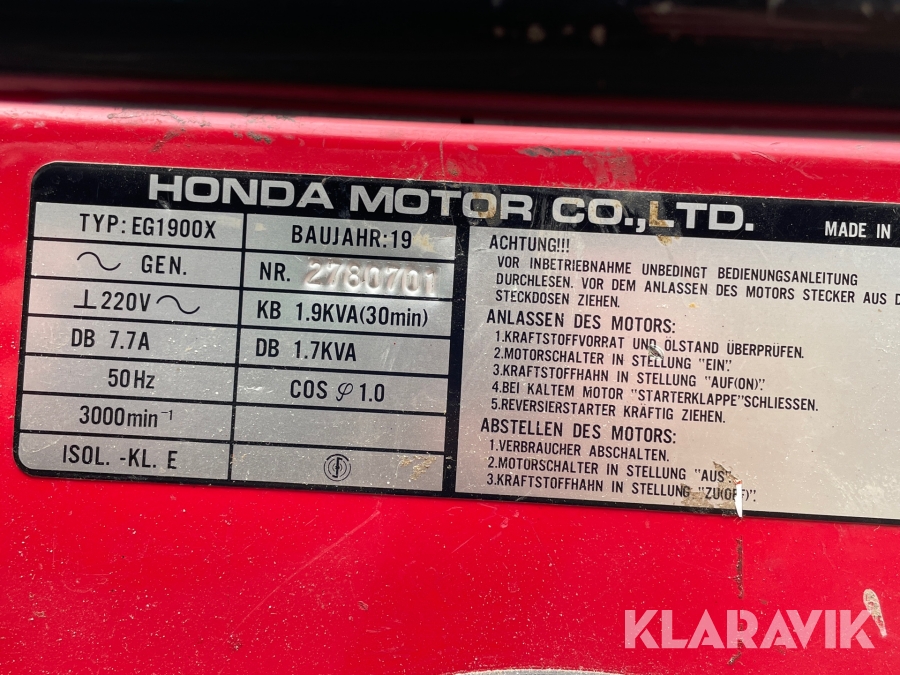 HONDA MOTOR CO.,LTD.
MADE IN
TYP: EG1900X
BAUJAHR: 19
GEN.
NR. 2780701
⊥220V ~
KB 1.9KVA(30min)
DB 7.7A
DB 1.7KVA
50Hz
COS φ 1.0
3000min⁻¹
ISOL. -KL. E
ACHTUNG!!!
VOR INBETRIEBNAHME UNBEDINGT BEDIENUNGSANLEITUNG
DURCHLESEN. VOR DEM ANLASSEN DES MOTORS STECKER AUS D
STECKDOSEN ZIEHEN.
ANLASSEN DES MOTORS:
1.KRAFTSTOFFVORRAT UND ÖLSTAND ÜBERPRÜFEN.
2.MOTORSCHALTER IN STELLUNG "EIN".
3.KRAFTSTOFFHAHN IN STELLUNG "AUF(ON)".
4.BEI KALTEM MOTOR "STARTERKLAPPE" SCHLIESSEN.
5.REVERSIERSTARTER KRÄFTIG ZIEHEN.
ABSTELLEN DES MOTORS:
1.VERBRAUCHER ABSCHALTEN.
2.MOTORSCHALTER IN STELLUNG "AUS".
3.KRAFTSTOFFHAHN IN STELLUNG "ZU(OFF)".
KLARAVIK